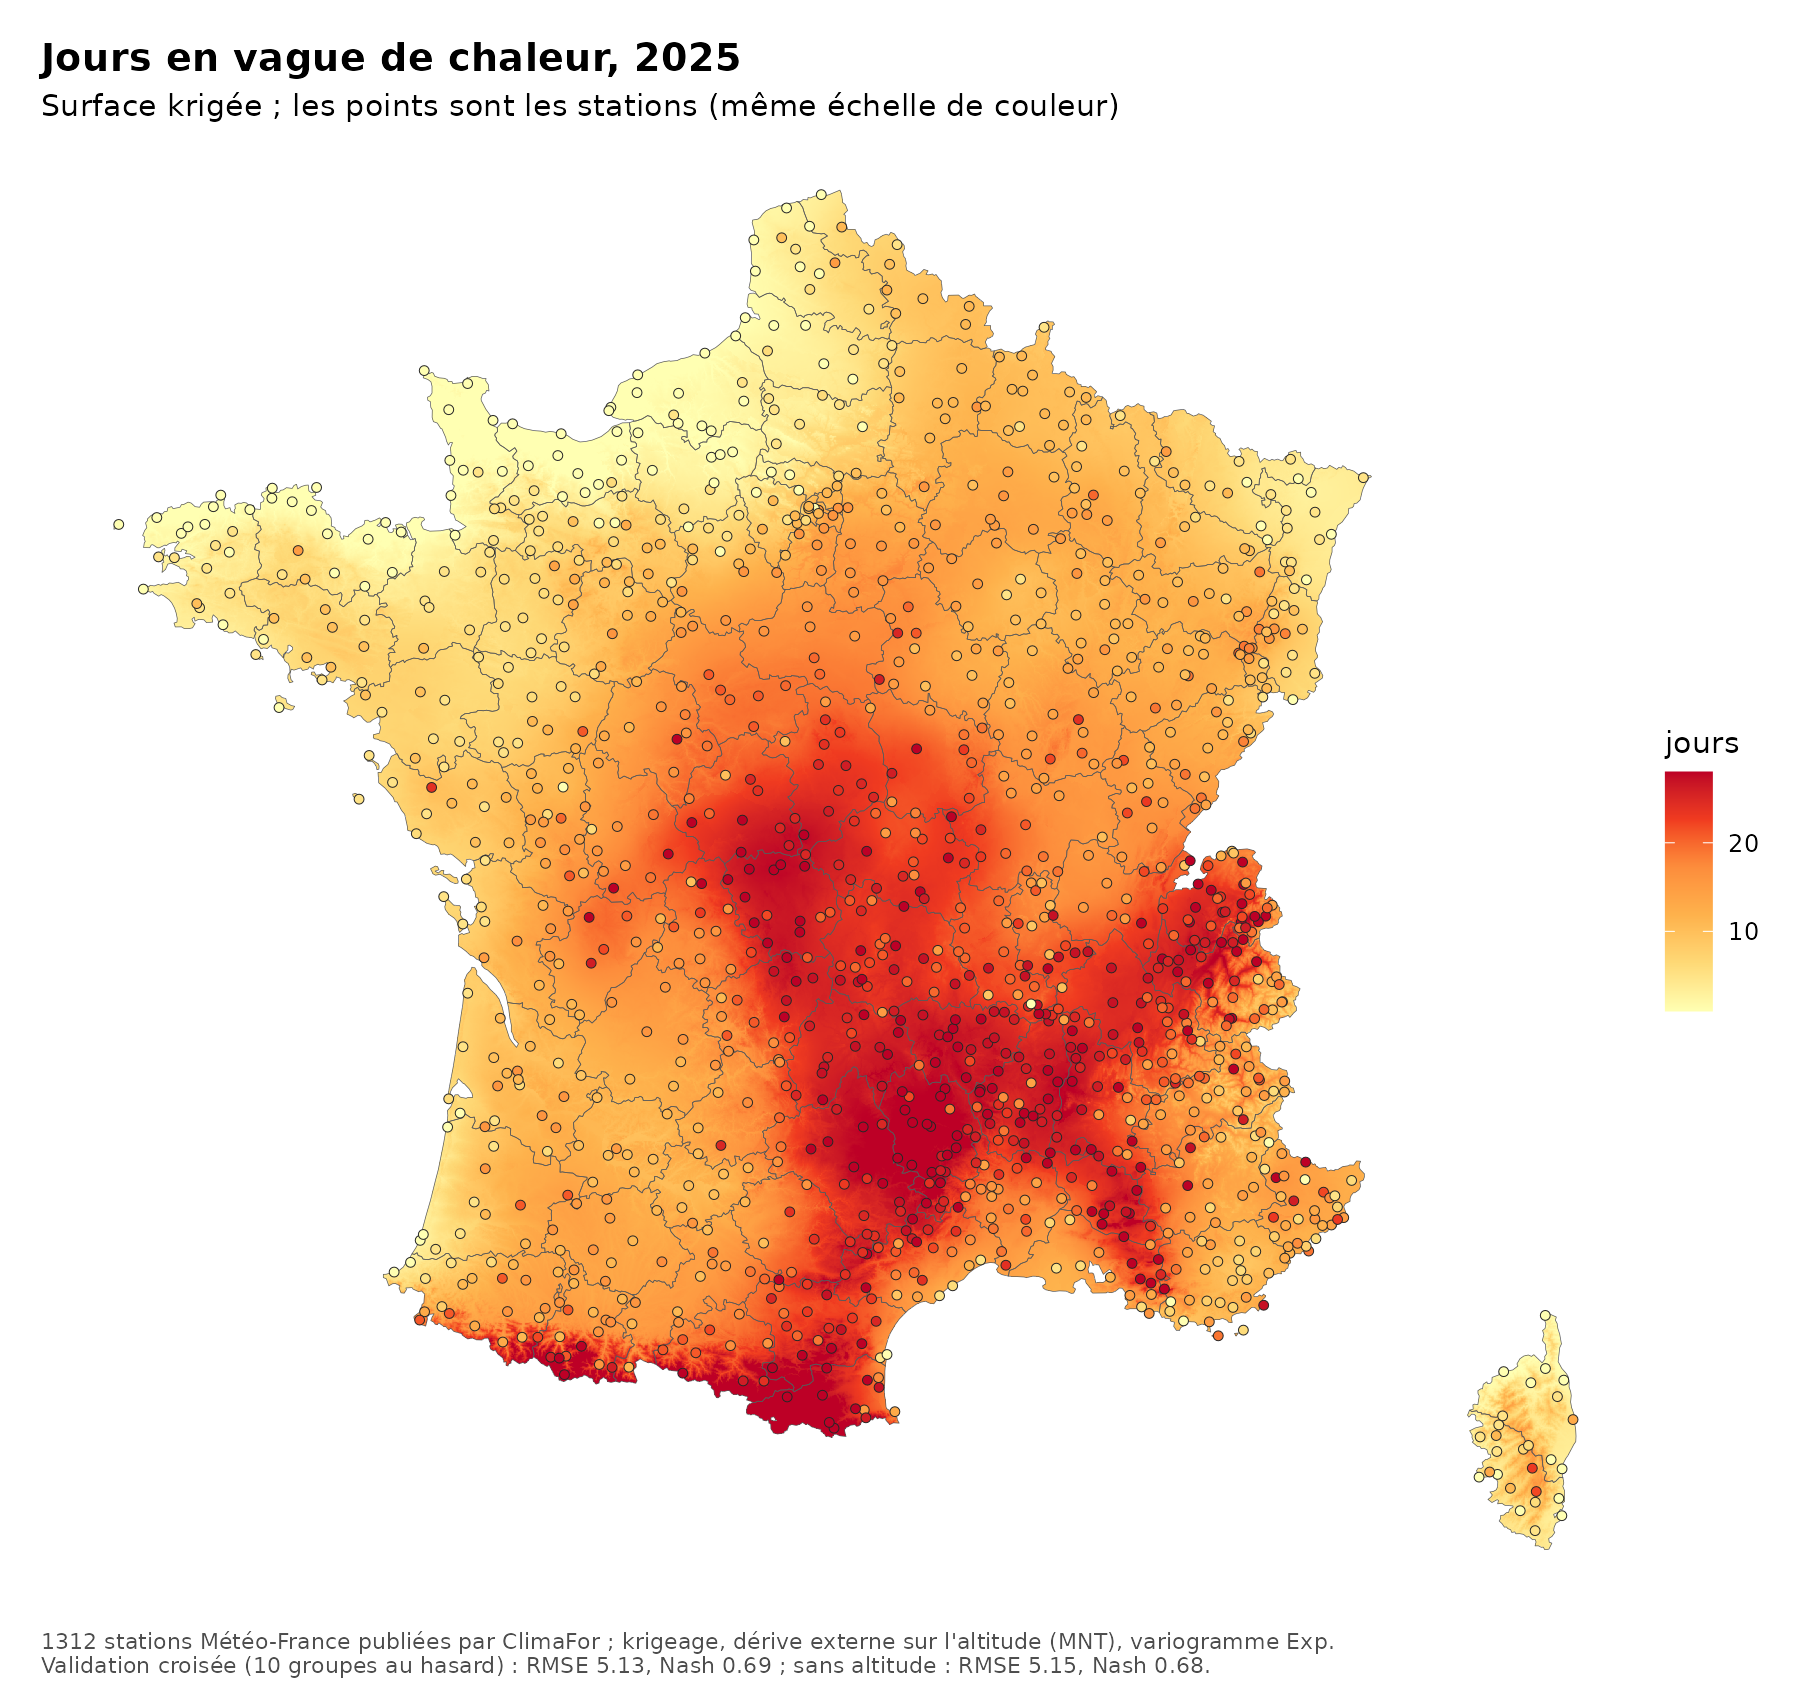 Jours en vague de chaleur, 2025
Surface krigée ; les points sont les stations (même échelle de couleur)
jours
20
10
1312 stations Météo-France publiées par ClimaFor ; krigeage, dérive externe sur l'altitude (MNT), variogramme Exp.
Validation croisée (10 groupes au hasard) : RMSE 5.13, Nash 0.69 ; sans altitude : RMSE 5.15, Nash 0.68.